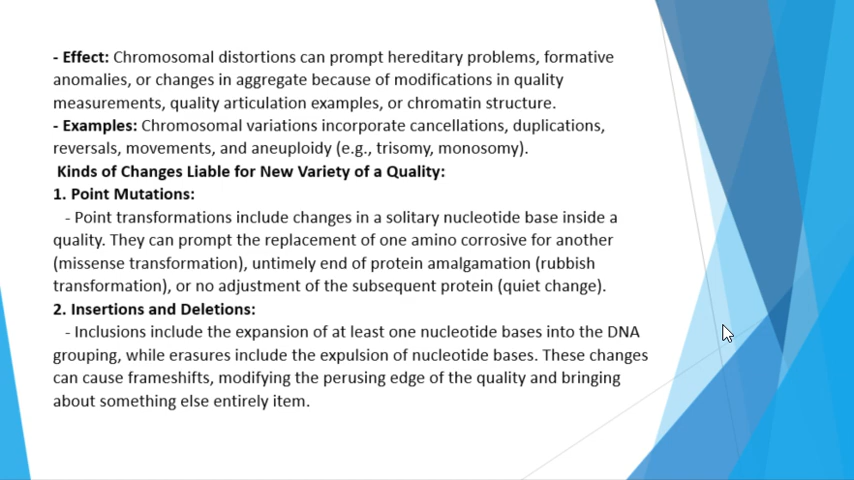 - Effect: Chromosomal distortions can prompt hereditary problems, formative
anomalies, or changes in aggregate because of modifications in quality
measurements, quality articulation examples, or chromatin structure.
- Examples: Chromosomal variations incorporate cancellations, duplications,
reversals, movements, and aneuploidy (e.g., trisomy, monosomy).
Kinds of Changes Liable for New Variety of a Quality:
1. Point Mutations:
- Point transformations include changes in a solitary nucleotide base inside a
quality. They can prompt the replacement of one amino corrosive for another
(missense transformation), untimely end of protein amalgamation (rubbish
transformation), or no adjustment of the subsequent protein (quiet change).
2. Insertions and Deletions:
- Inclusions include the expansion of at least one nucleotide bases into the DNA
grouping, while erasures include the expulsion of nucleotide bases. These changes
can cause frameshifts, modifying the perusing edge of the quality and bringing
about something else entirely item.